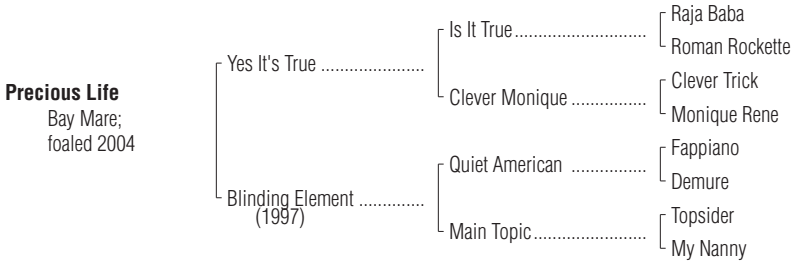 Raja Baba
Is It True............................
Roman Rockette
Yes It's True ......................
Clever Trick
Clever Monique ................
Monique Rene
Precious Life
Bay Mare;
foaled 2004
Fappiano
Quiet American ................
Demure
Blinding Element ..............
(1997)
Topsider
Main Topic........................
My Nanny